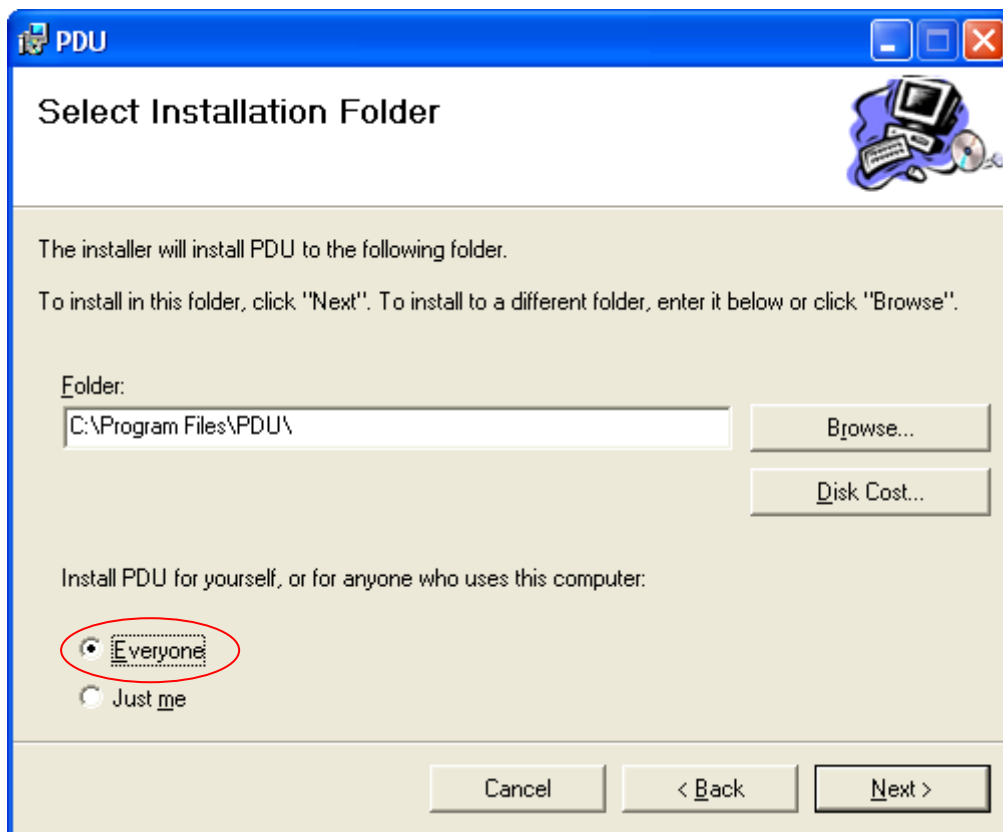 PDU
Select Installation Folder
The installer will install PDU to the following folder.
To install in this folder, click "Next". To install to a different folder, enter it below or click "Browse".
Folder:
C:\Program Files\PDU\
Browse...
Disk Cost...
Install PDU for yourself, or for anyone who uses this computer:
Everyone
Just me
Cancel
< Back
Next >